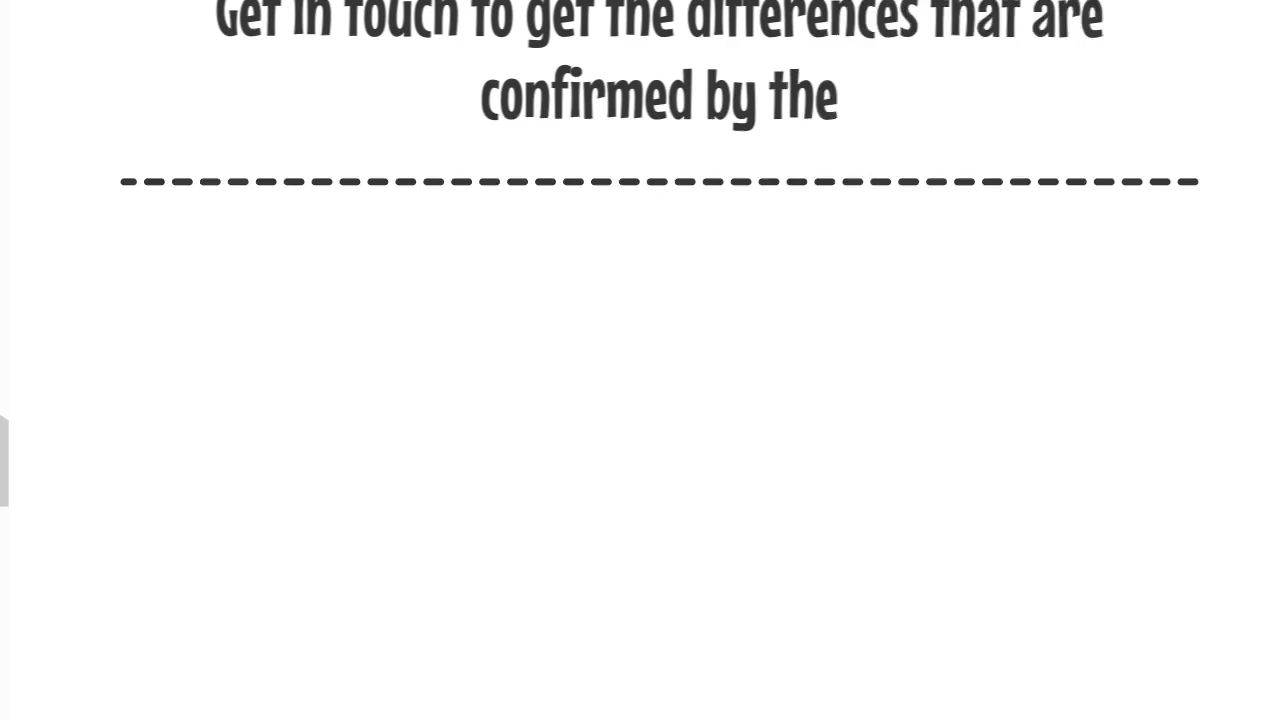 Get in touch to get the differences that are
confirmed by the